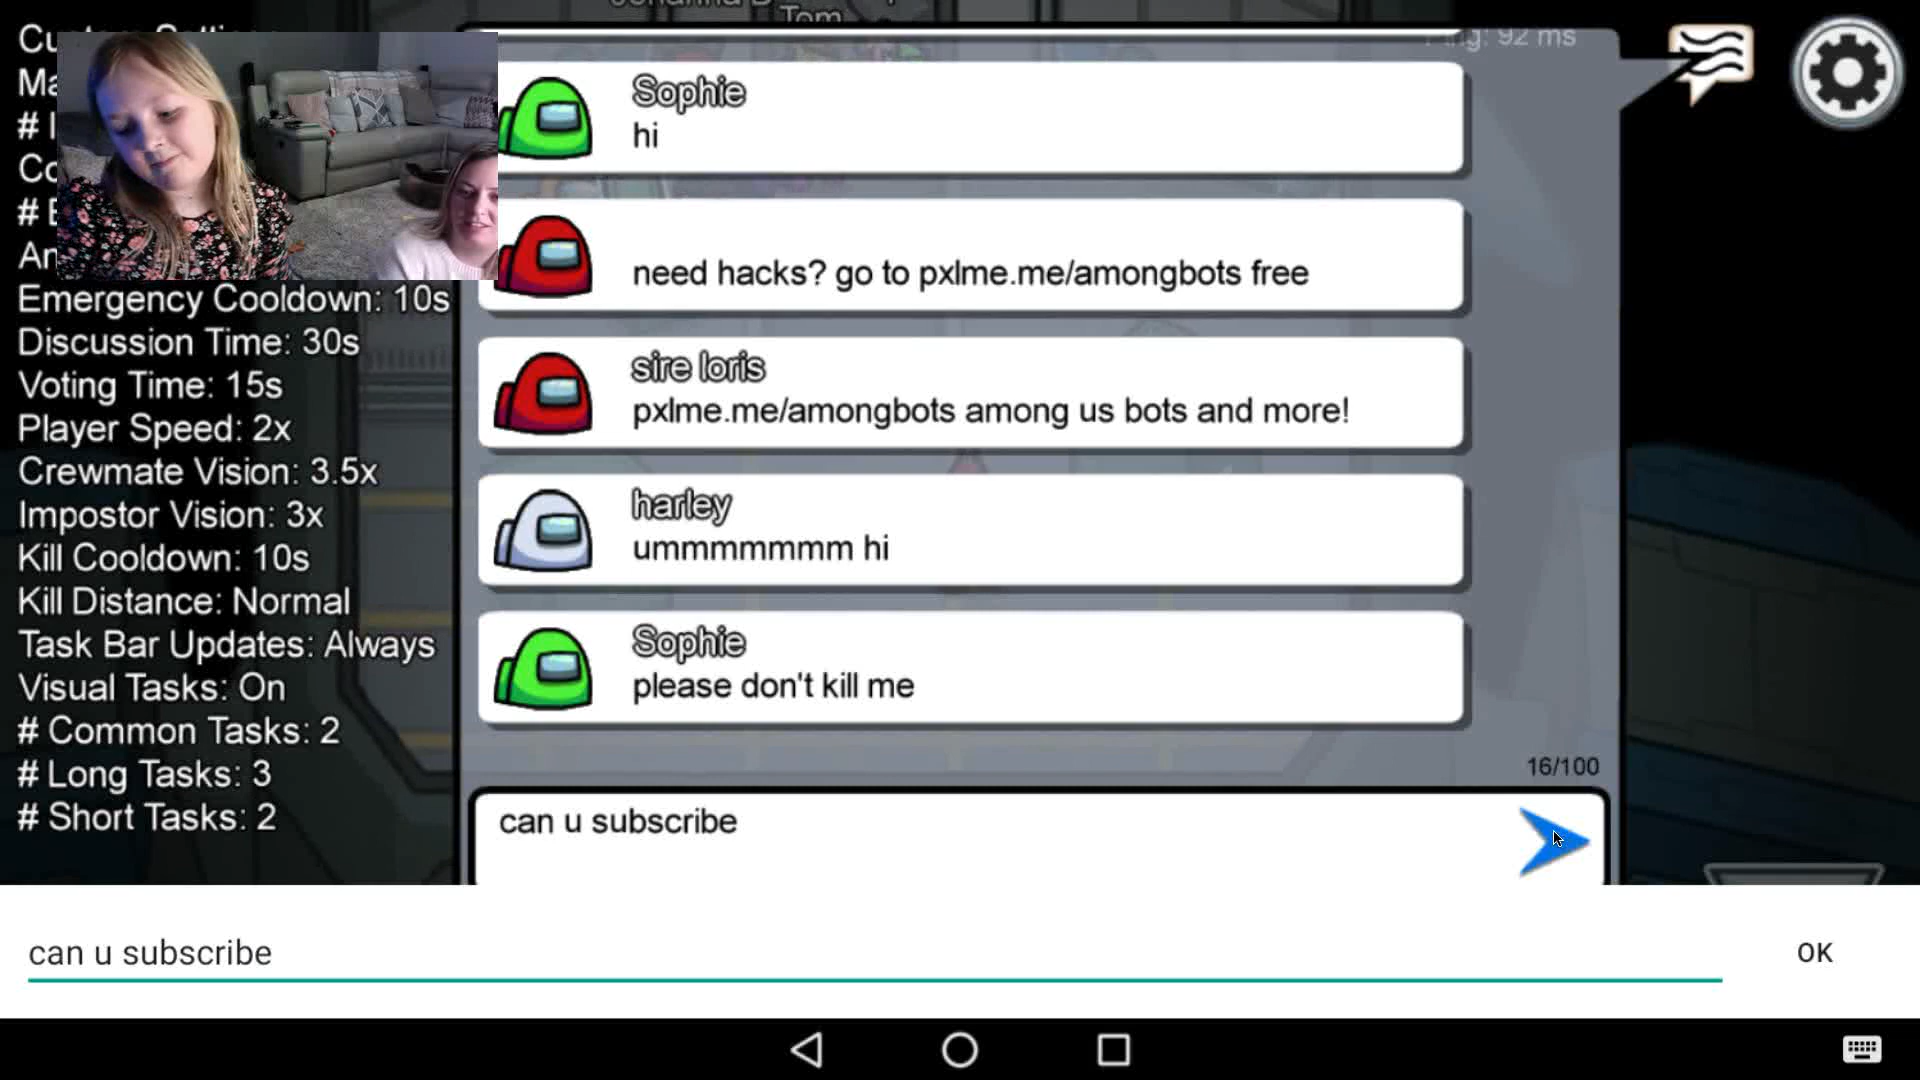 Tom
Ping: 92 ms
Emergency Cooldown: 10s
Discussion Time: 30s
Voting Time: 15s
Player Speed: 2x
Crewmate Vision: 3.5x
Impostor Vision: 3x
Kill Cooldown: 10s
Kill Distance: Normal
Task Bar Updates: Always
Visual Tasks: On
# Common Tasks: 2
# Long Tasks: 3
# Short Tasks: 2
Sophie
hi
need hacks? go to pxlme.me/amongbots free
sire loris
pxlme.me/amongbots among us bots and more!
harley
ummmmmmm hi
Sophie
please don't kill me
16/100
can u subscribe
can u subscribe
OK